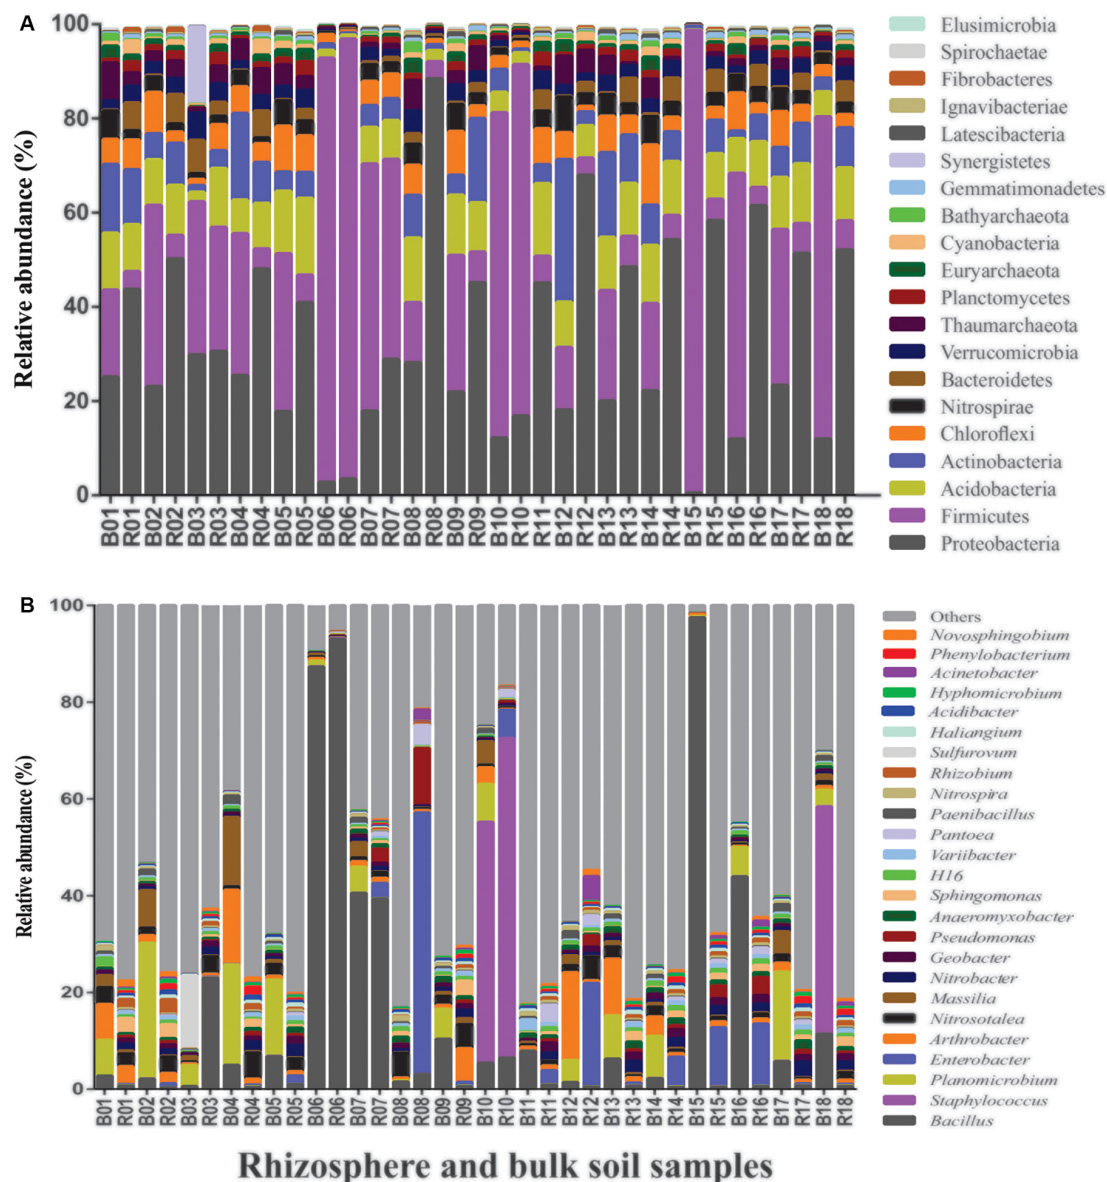 A
Relative abundance (%)
100
80
60
40
20
0
B01 R01 B02 R02 B03 R03 B04 R04 B05 R05 B06 R06 B07 R07 B08 R08 B09 R09 B10 R10 R11 B12 R12 B13 R13 B14 R14 B15 R15 B16 R16 B17 R17 B18 R18
Elusimicrobia
Spirochaetae
Fibrobacteres
Ignavibacteriae
Latescibacteria
Synergistetes
Gemmatimonadetes
Bathyarchaeota
Cyanobacteria
Euryarchaeota
Planctomycetes
Thaumarchaeota
Verrucomicrobia
Bacteroidetes
Nitrospirae
Chloroflexi
Actinobacteria
Acidobacteria
Firmicutes
Proteobacteria
B
Relative abundance (%)
100
80
60
40
20
0
B01 R01 B02 R02 B03 R03 B04 R04 B05 R05 B06 R06 B07 R07 B08 R08 B09 R09 B10 R10 B11 R11 B12 R12 B13 R13 B14 R14 B15 R15 B16 R16 B17 R17 B18 R18
Others
Novosphingobium
Phenylobacterium
Acinetobacter
Hyphomicrobium
Acidibacter
Haliangium
Sulfurovum
Rhizobium
Nitrospira
Paenibacillus
Pantoea
Variibacter
H16
Sphingomonas
Anaeromyxobacter
Pseudomonas
Geobacter
Nitrobacter
Massilia
Nitrosotalea
Arthrobacter
Enterobacter
Planomicrobium
Staphylococcus
Bacillus
Rhizosphere and bulk soil samples